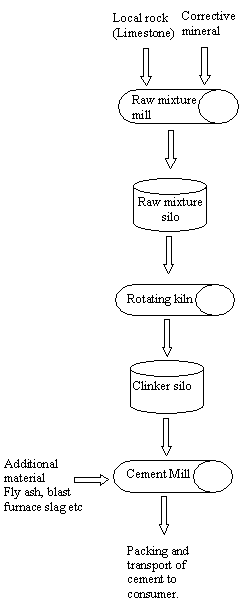 Local rock
(Limestone)
Corrective
mineral
Raw mixture
mill
Raw mixture
silo
Rotating kiln
Clinker silo
Additional
material
Fly ash, blast
furnace slag etc
Cement Mill
Packing and
transport of
cement to
consumer.